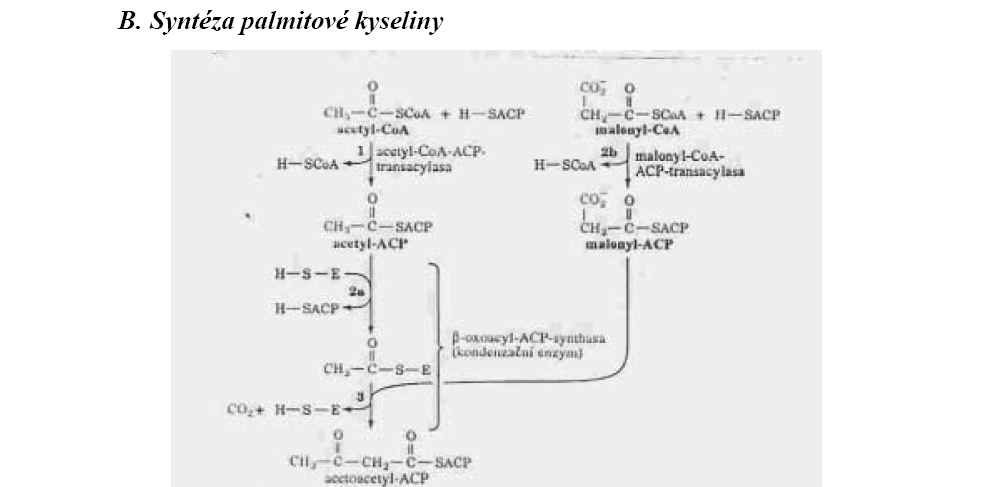 B. Syntéza palmitové kyseliny
O
CH₃—C—SCoA + H—SACP
acetyl-CoA
1 acetyl-CoA-ACP-
H—SCoA transacylasa
O
CH₃—C—SACP
acetyl-ACP
H—S—E
2a
H—SACP
O
CH₃—C—S—E
3
CO₂+ H—S—E
O O
CH₃—C—CH₂—C—SACP
acetoacetyl-ACP
CO₂⁻ O
CH₂—C—SCoA + H—SACP
malonyl-CoA
2b malonyl-CoA-
H—SCoA ACP-transacylasa
CO₂⁻ O
CH₂—C—SACP
malonyl-ACP
β-oxoacyl-ACP-synthasa
(kondenzační enzym)